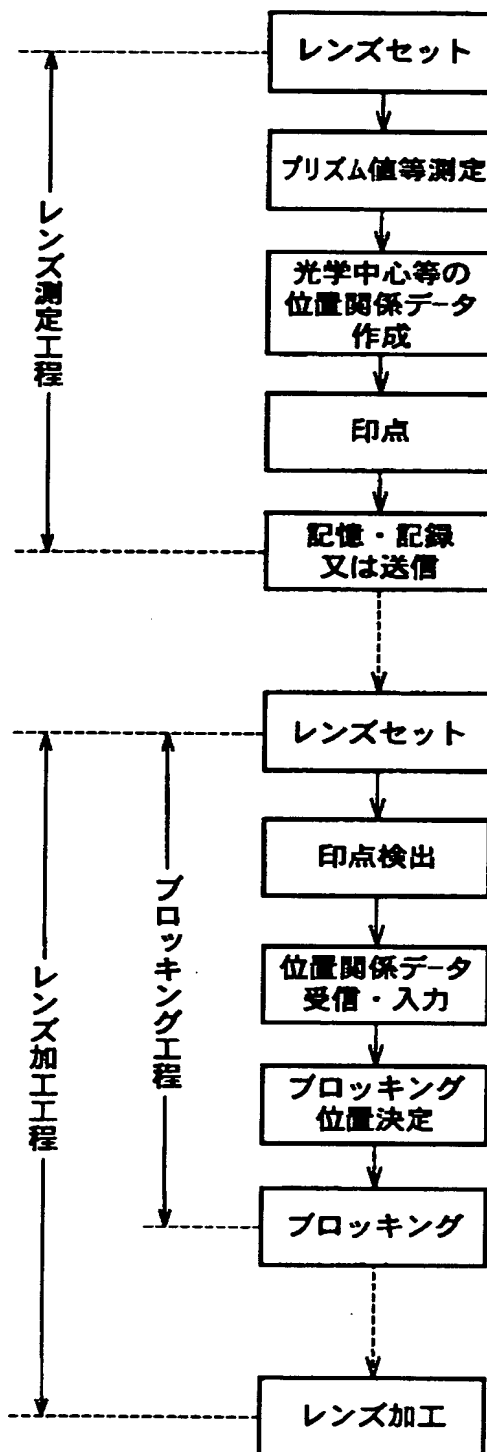 レンズセット
プリズム値等測定
光学中心等の
位置関係データ
作成
印点
記憶・記録
又は送信
レンズ測定工程
レンズセット
印点検出
位置関係データ
受信・入力
ブロッキング
位置決定
ブロッキング
レンズ加工
ブロッキング工程
レンズ加工工程